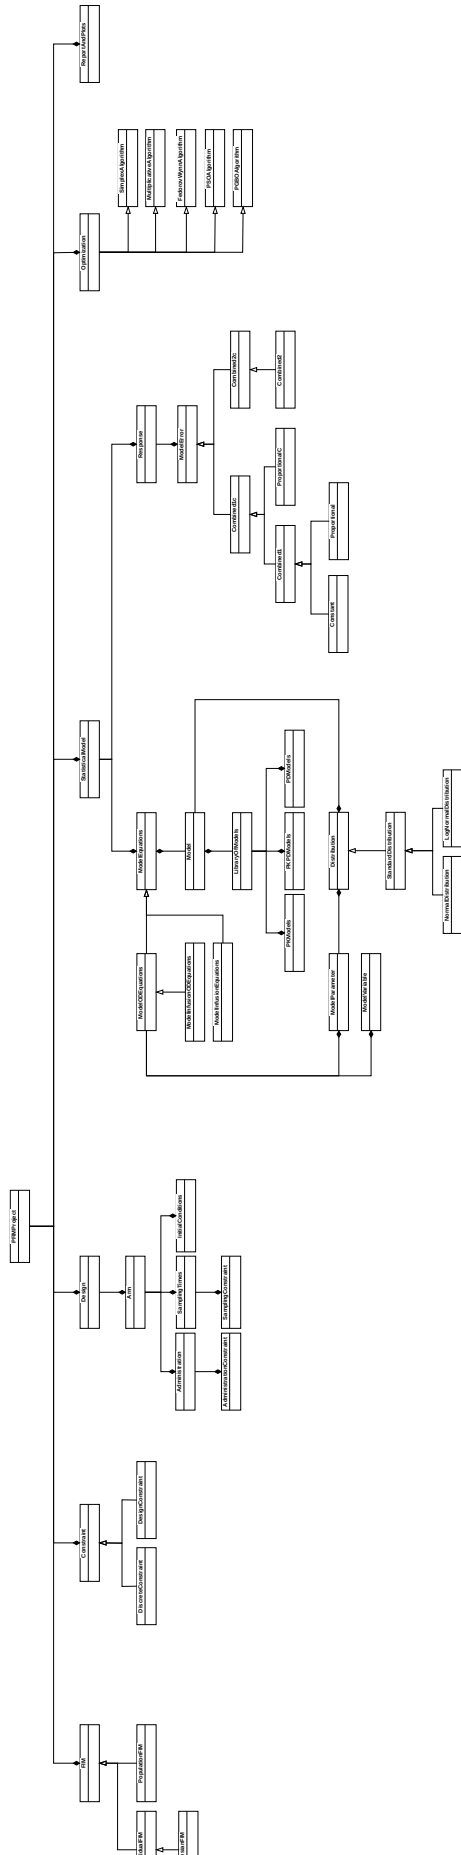 ReportAndPlots
SimplexAlgorithm
MultiplicativeAlgorithm
FedorovWynnAlgorithm
PSOAlgorithm
PGBOAlgorithm
Optimization
Combined2c
Combined2
Response
ModelError
ProportionalC
Combined1c
Proportional
Combined1
Constant
StatisticalModel
PDModels
LogNormalDistribution
ModelEquations
Model
LibraryOfModels
PKPDModels
Distribution
StandardDistribution
NormalDistribution
PKModels
ModelODEquations
ModelInfusionODEquations
ModelInfusionEquations
ModelParameter
ModelVariable
PFIMProject
InitialConditions
Design
Arm
SamplingTimes
SamplingConstraint
Administration
AdministrationConstraint
DesignConstraint
Constraint
DiscreteConstraint
FIM
PopulationFIM